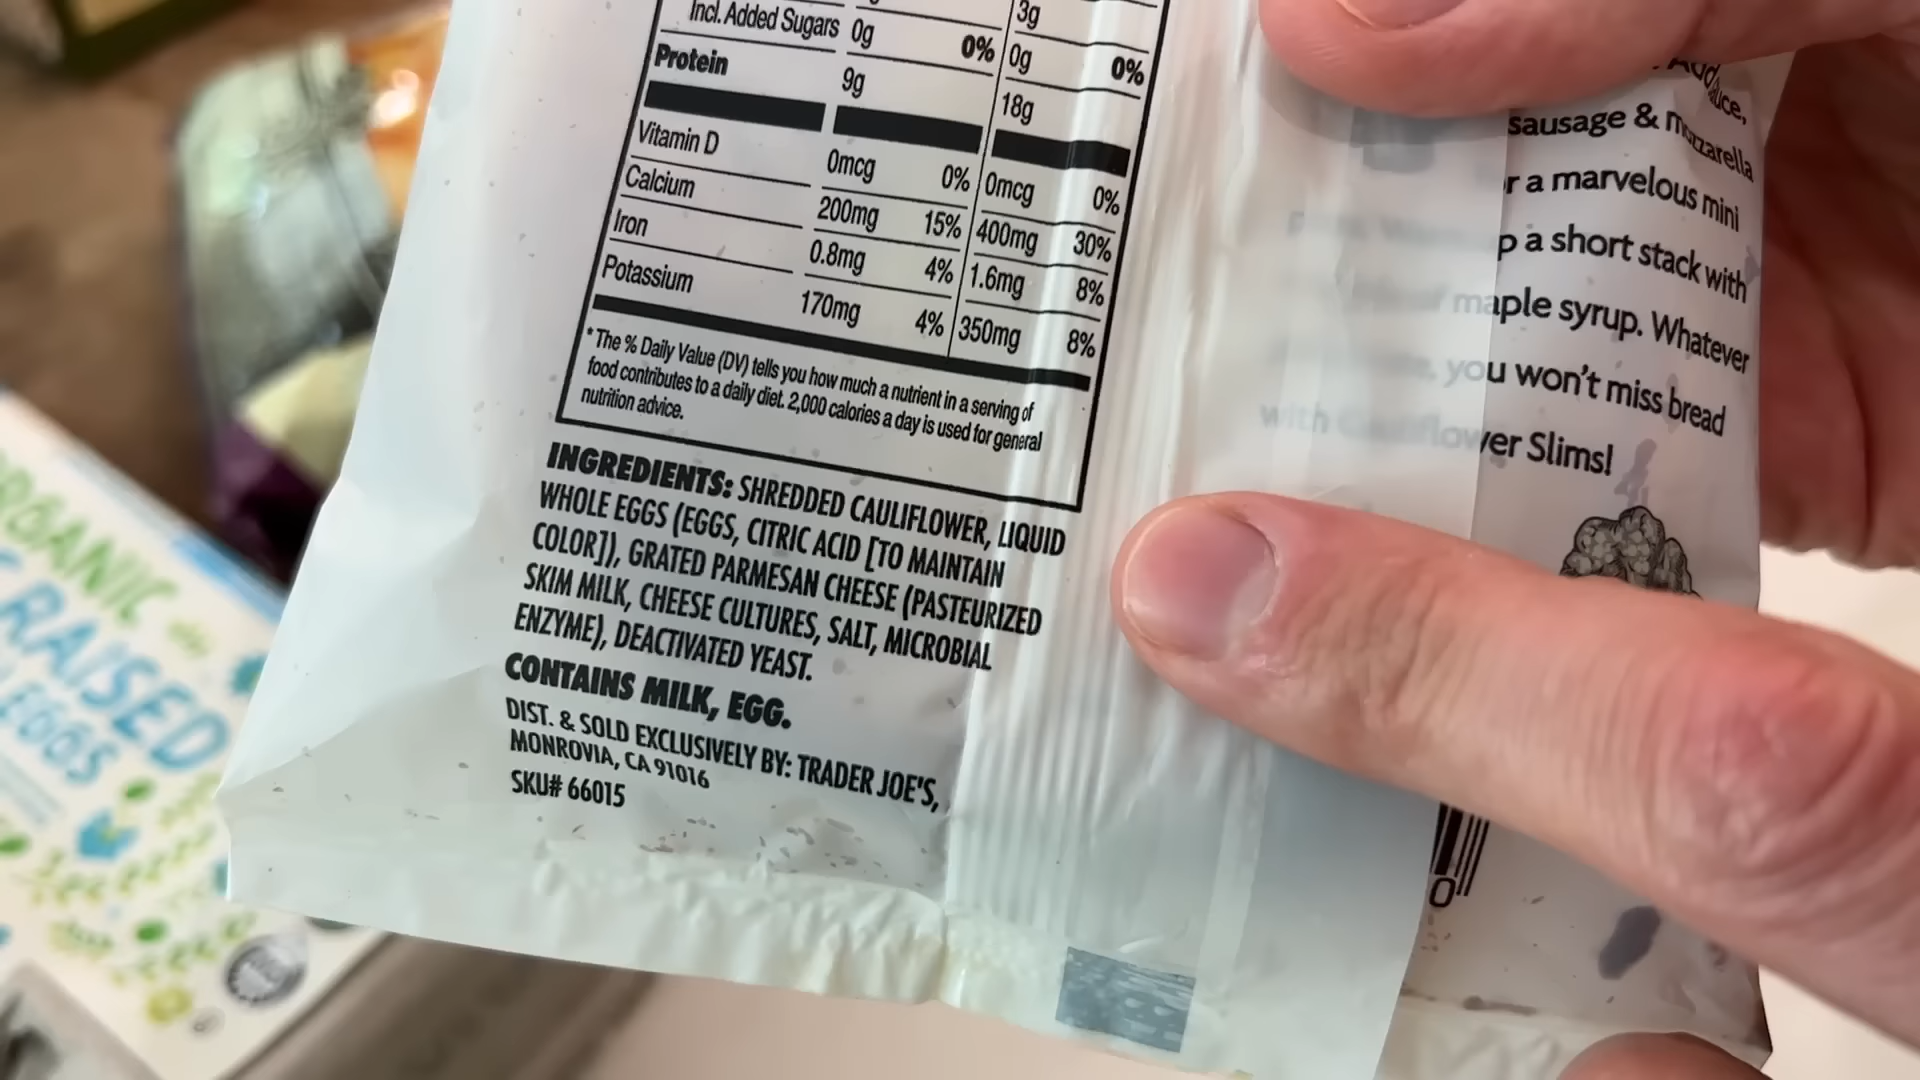 Incl. Added Sugars 0g 0% 0g 0%
3g
Protein 9g 18g
Vitamin D 0mcg 0% 0mcg 0%
Calcium 200mg 15% 400mg 30%
Iron 0.8mg 4% 1.6mg 8%
Potassium 170mg 4% 350mg 8%
* The % Daily Value (DV) tells you how much a nutrient in a serving of
food contributes to a daily diet. 2,000 calories a day is used for general
nutrition advice.
INGREDIENTS: SHREDDED CAULIFLOWER, LIQUID
WHOLE EGGS (EGGS, CITRIC ACID [TO MAINTAIN
COLOR]), GRATED PARMESAN CHEESE (PASTEURIZED
SKIM MILK, CHEESE CULTURES, SALT, MICROBIAL
ENZYME), DEACTIVATED YEAST.
CONTAINS MILK, EGG.
DIST. & SOLD EXCLUSIVELY BY: TRADER JOE'S,
MONROVIA, CA 91016
SKU# 66015
sausage & mozzarella
a marvelous mini
a short stack with
maple syrup. Whatever
you won't miss bread
with Cauliflower Slims!
0
ORGANIC
RAISED
EGGS